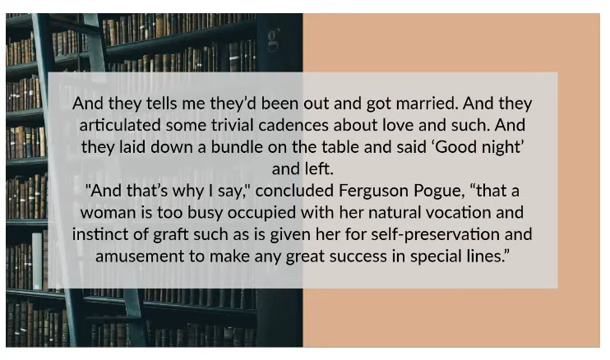 And they tells me they’d been out and got married. And they
articulated some trivial cadences about love and such. And
they laid down a bundle on the table and said ‘Good night’
and left.
"And that’s why I say," concluded Ferguson Pogue, “that a
woman is too busy occupied with her natural vocation and
instinct of graft such as is given her for self-preservation and
amusement to make any great success in special lines.”